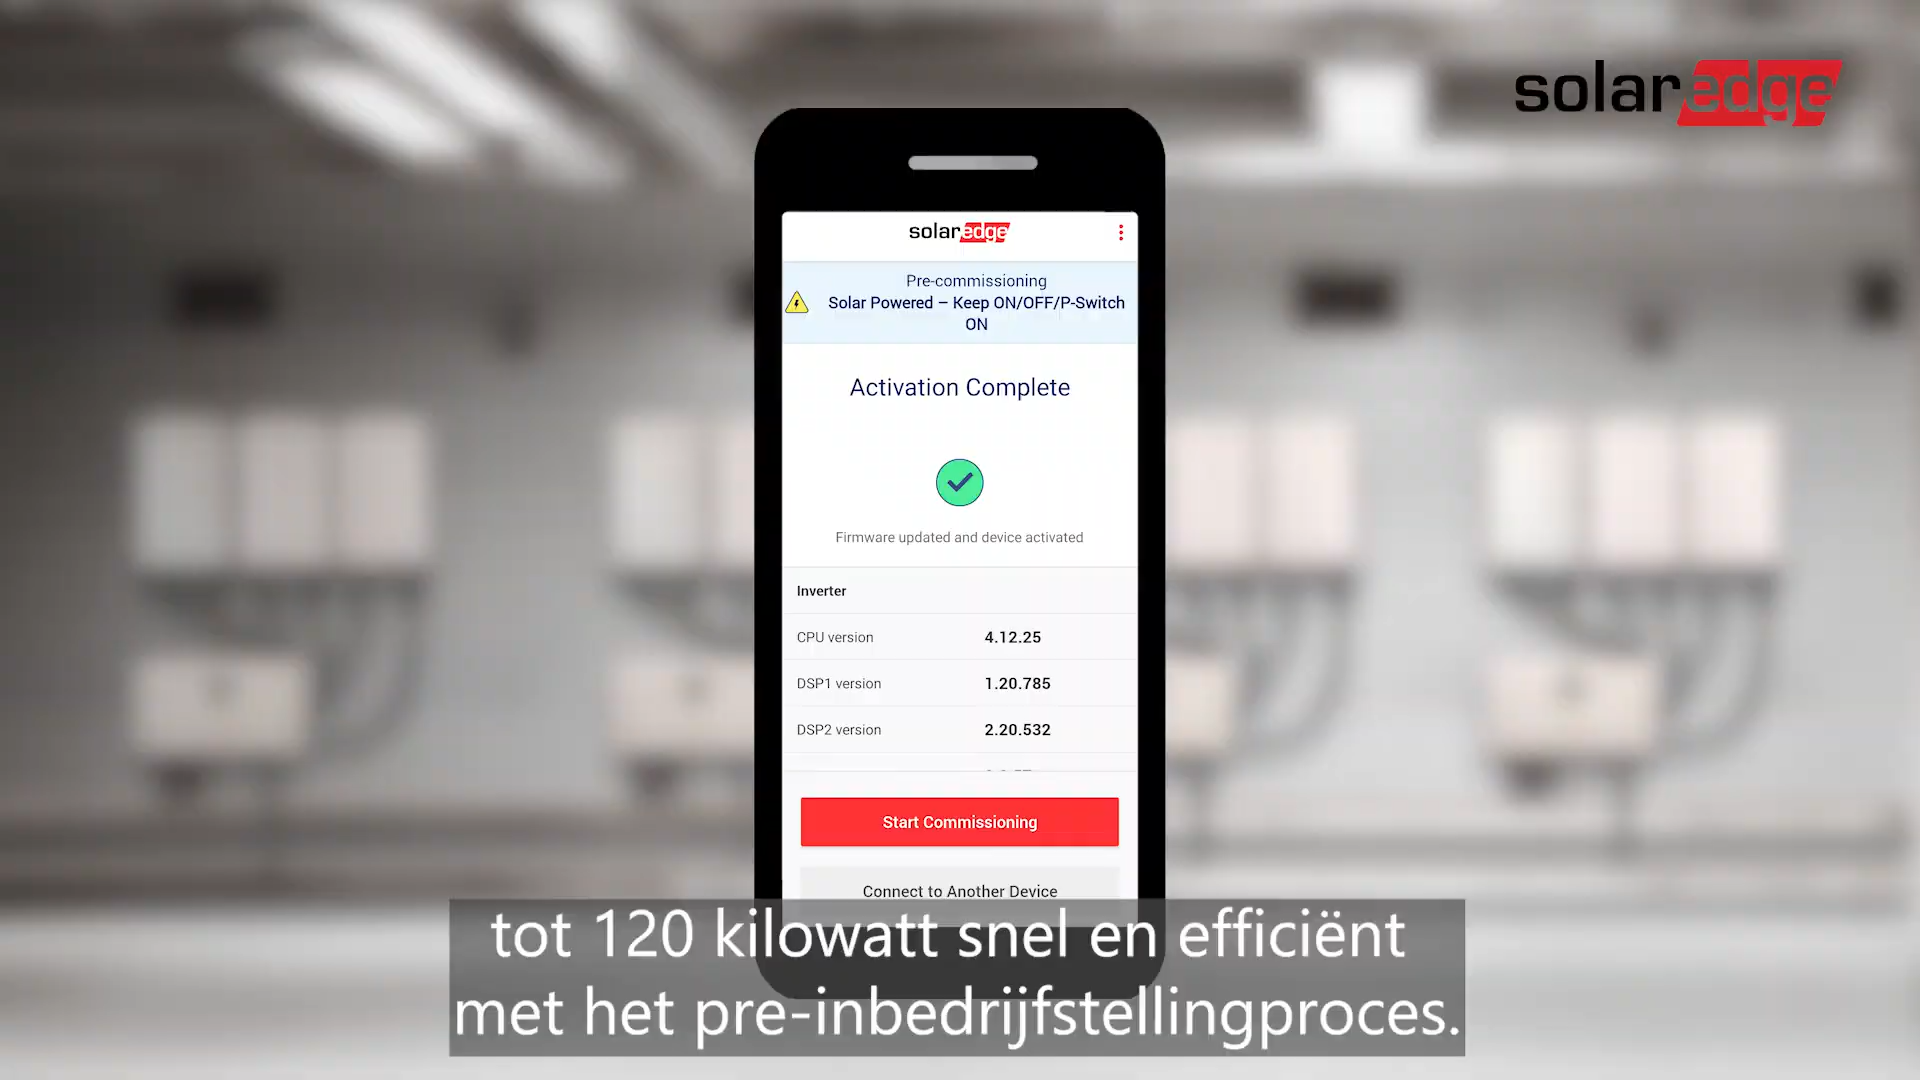 solaredge
solaredge
Pre-commissioning
Solar Powered – Keep ON/OFF/P-Switch
ON
Activation Complete
Firmware updated and device activated
Inverter
CPU version 4.12.25
DSP1 version 1.20.785
DSP2 version 2.20.532
Start Commissioning
Connect to Another Device
tot 120 kilowatt snel en efficiënt
met het pre-inbedrijfstellingproces.